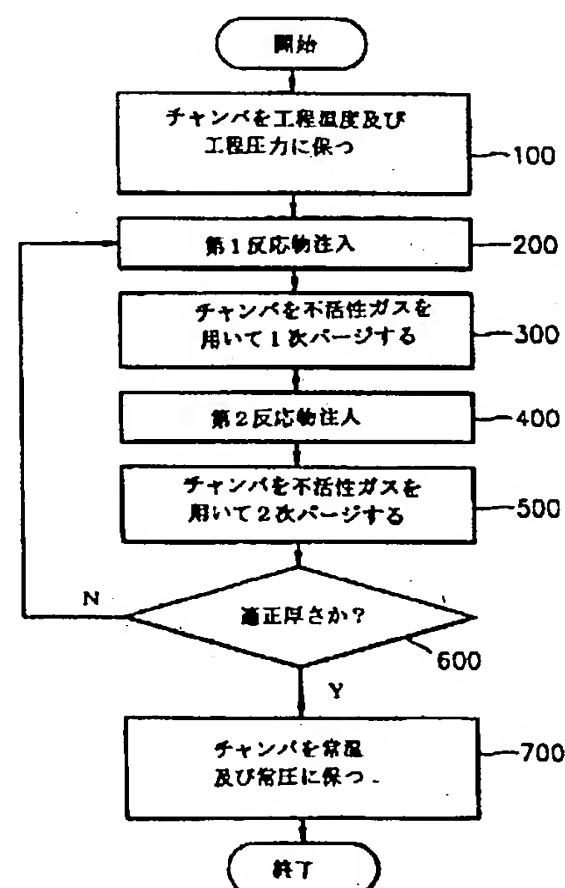 開始
チャンバを工程温度及び
工程圧力に保つ
100
第1反応物注入
200
チャンバを不活性ガスを
用いて1次パージする
300
第2反応物注入
400
チャンバを不活性ガスを
用いて2次パージする
500
N
適正厚さか?
600
Y
チャンバを常温
及び常圧に保つ
700
終了